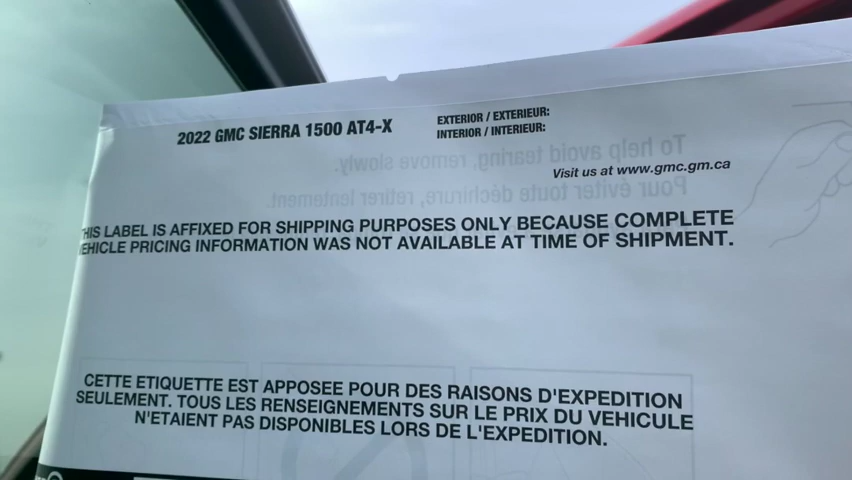 2022 GMC SIERRA 1500 AT4-X
EXTERIOR / EXTERIEUR:
INTERIOR / INTERIEUR:
To help avoid tearing, remove slowly.
Visit us at www.gmc.gm.ca
Pour éviter toute déchirure, retirer lentement.
THIS LABEL IS AFFIXED FOR SHIPPING PURPOSES ONLY BECAUSE COMPLETE
VEHICLE PRICING INFORMATION WAS NOT AVAILABLE AT TIME OF SHIPMENT.
CETTE ETIQUETTE EST APPOSEE POUR DES RAISONS D'EXPEDITION
SEULEMENT. TOUS LES RENSEIGNEMENTS SUR LE PRIX DU VEHICULE
N'ETAIENT PAS DISPONIBLES LORS DE L'EXPEDITION.